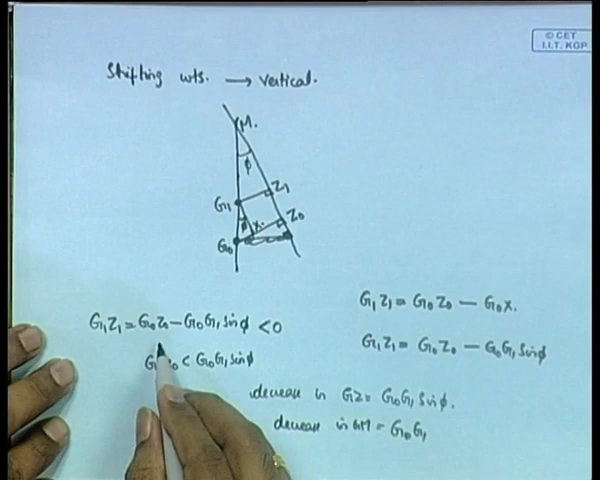 © CET
I.I.T. KGP
Shifting wts. → vertical.
M.
φ
Z1
G1
φ X.
Z0
G0
G1Z1 = G0Z0 — G0X.
G1Z1 = G0Z0 - G0G1 Sinφ < 0
G1Z1 = G0Z0 — G0G1 Sinφ
< G0G1 Sinφ
decrease in GZ = G0G1 Sinφ.
decrease in GM = G0G1